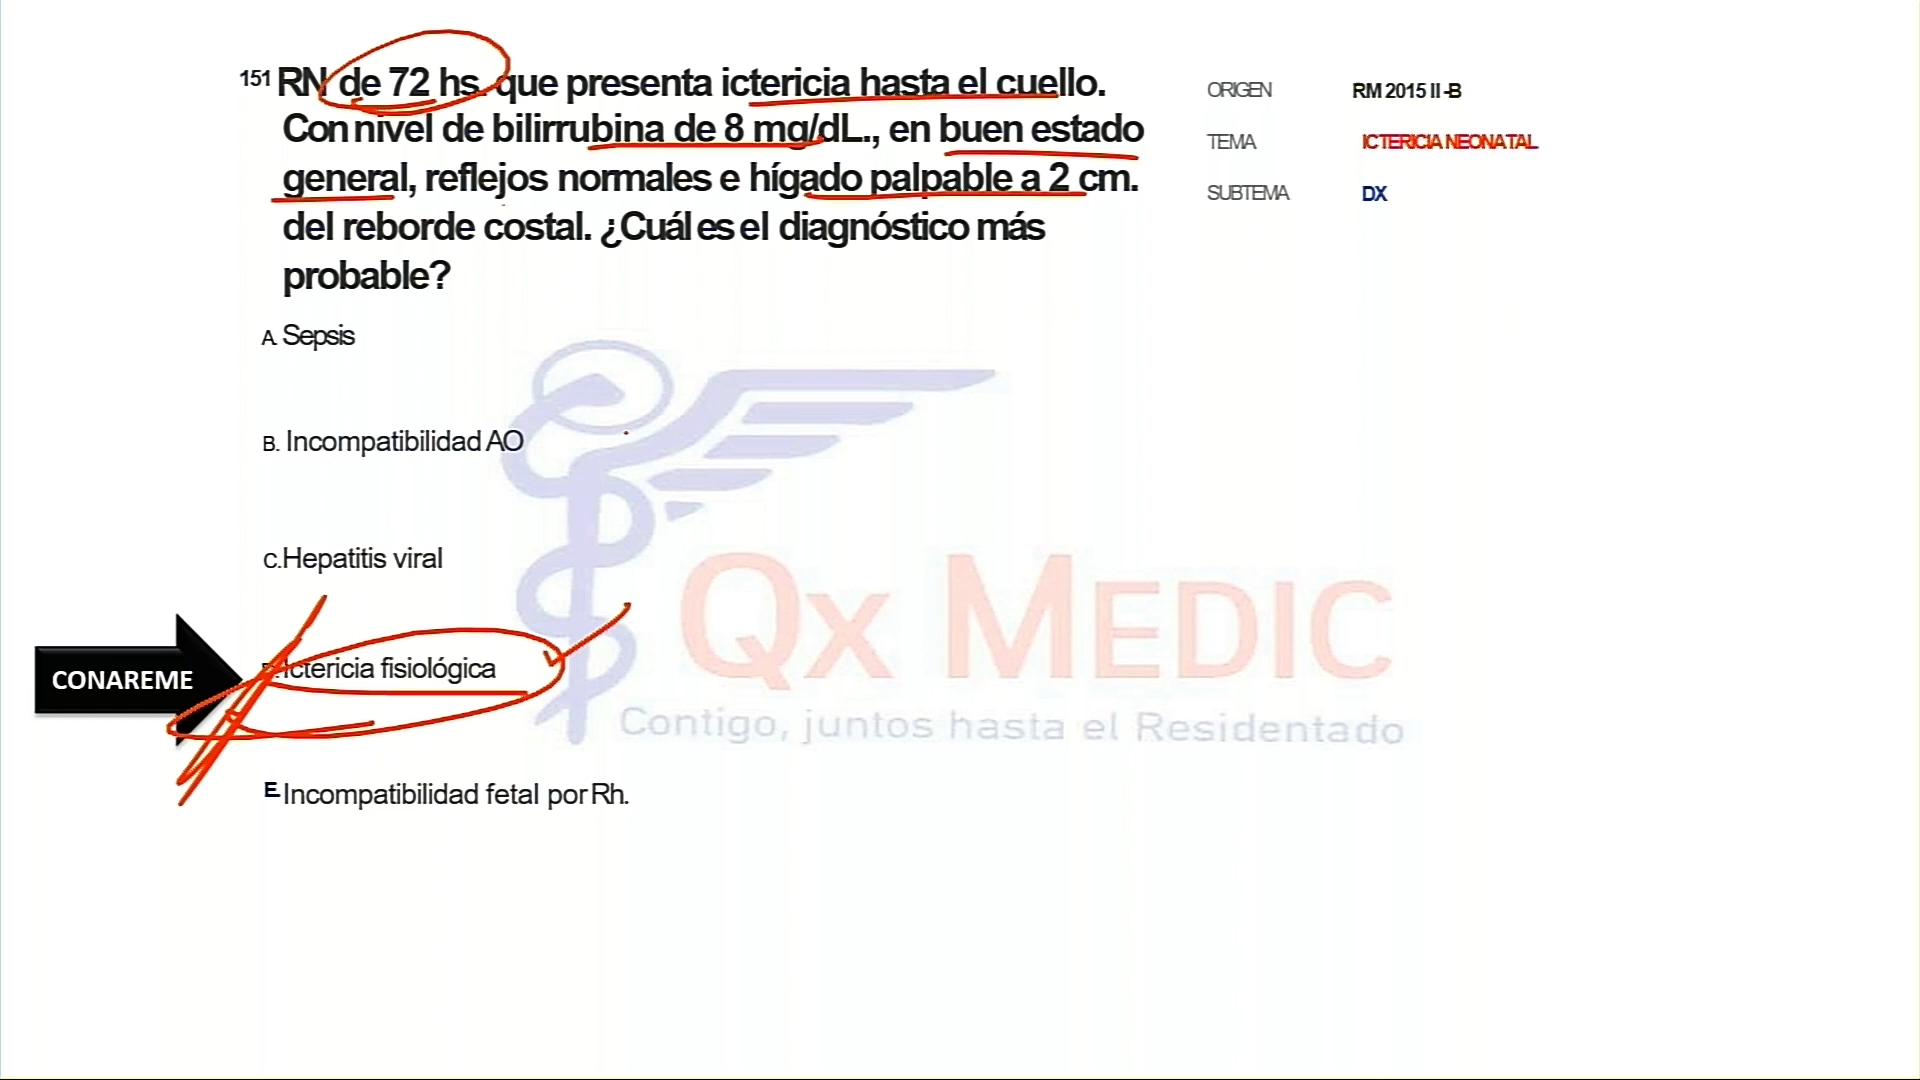 151 RN de 72 hs. que presenta ictericia hasta el cuello.
Con nivel de bilirrubina de 8 mg/dL., en buen estado
general, reflejos normales e hígado palpable a 2 cm.
del reborde costal. ¿Cuál es el diagnóstico más
probable?
A. Sepsis
B. Incompatibilidad AO
C.Hepatitis viral
CONAREME
D.Ictericia fisiológica
E Incompatibilidad fetal por Rh.
ORIGEN RM 2015 II -B
TEMA ICTERICIA NEONATAL
SUBTEMA DX
Qx MEDIC
Contigo, juntos hasta el Residentado